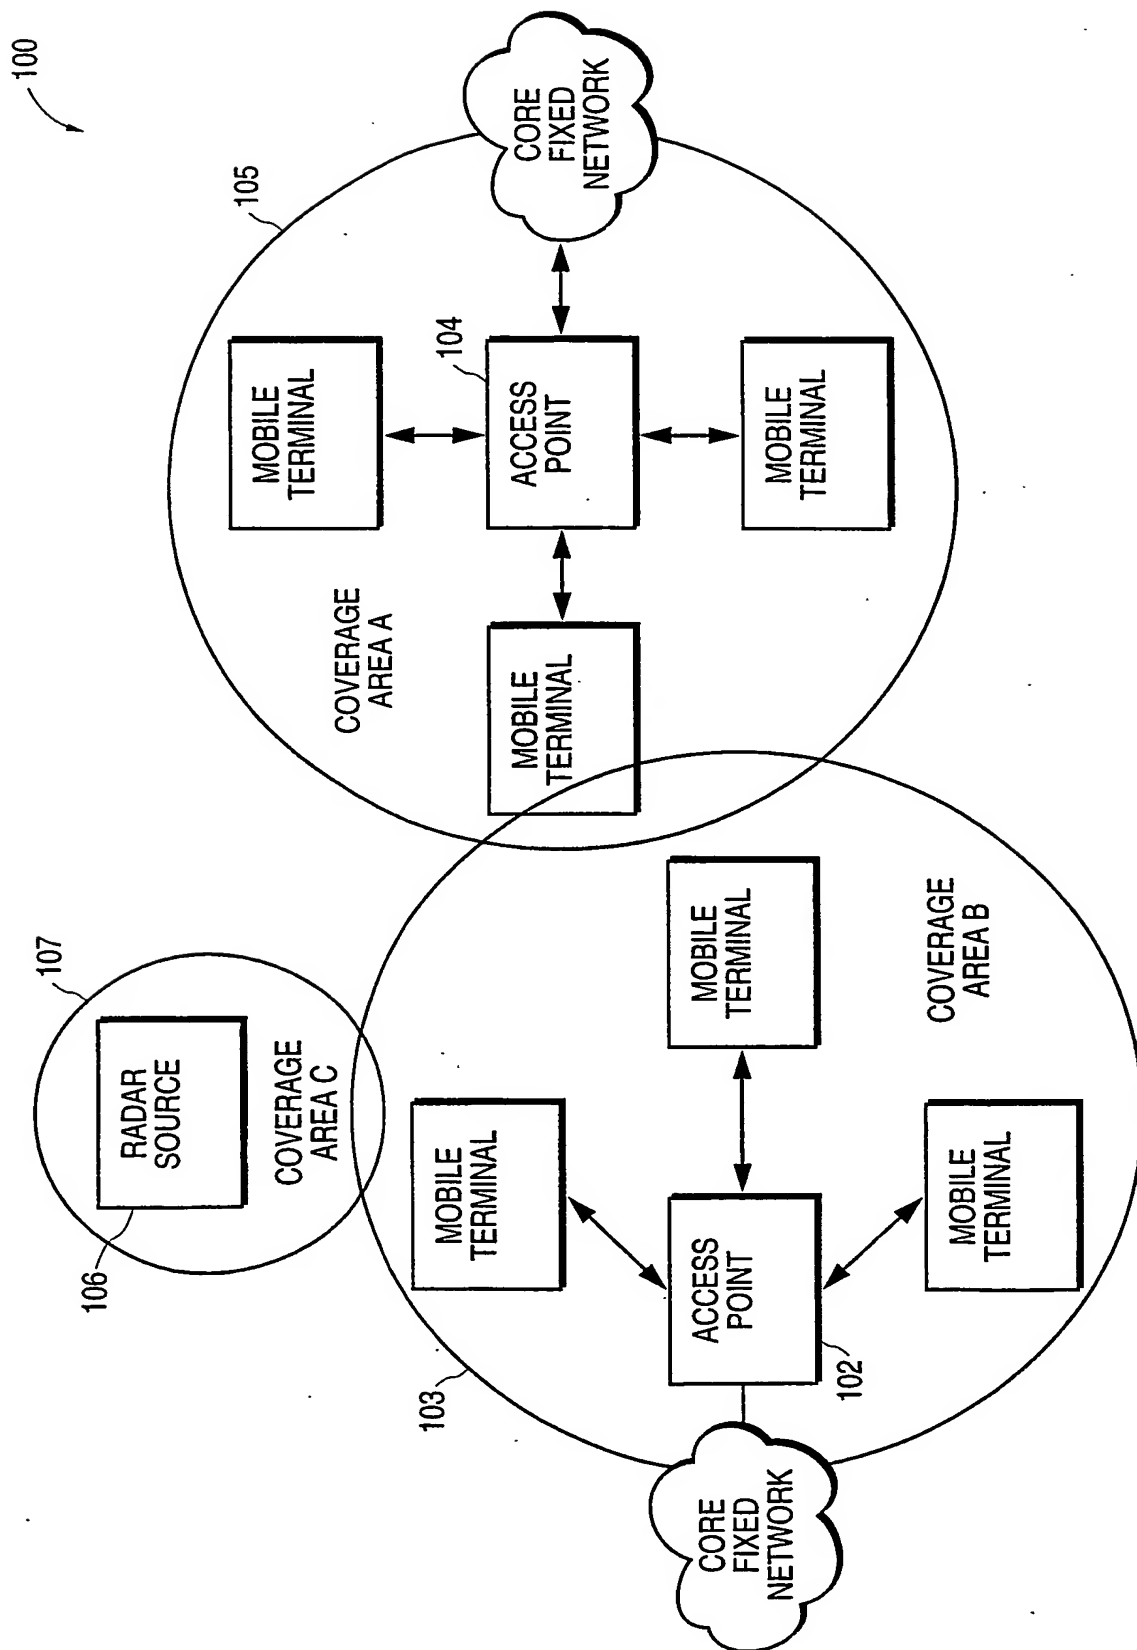 100
105
CORE
FIXED
NETWORK
MOBILE
TERMINAL
104
ACCESS
POINT
MOBILE
TERMINAL
COVERAGE
AREA A
MOBILE
TERMINAL
107
RADAR
SOURCE
106
COVERAGE
AREA C
MOBILE
TERMINAL
MOBILE
TERMINAL
COVERAGE
AREA B
103
ACCESS
POINT
102
MOBILE
TERMINAL
CORE
FIXED
NETWORK